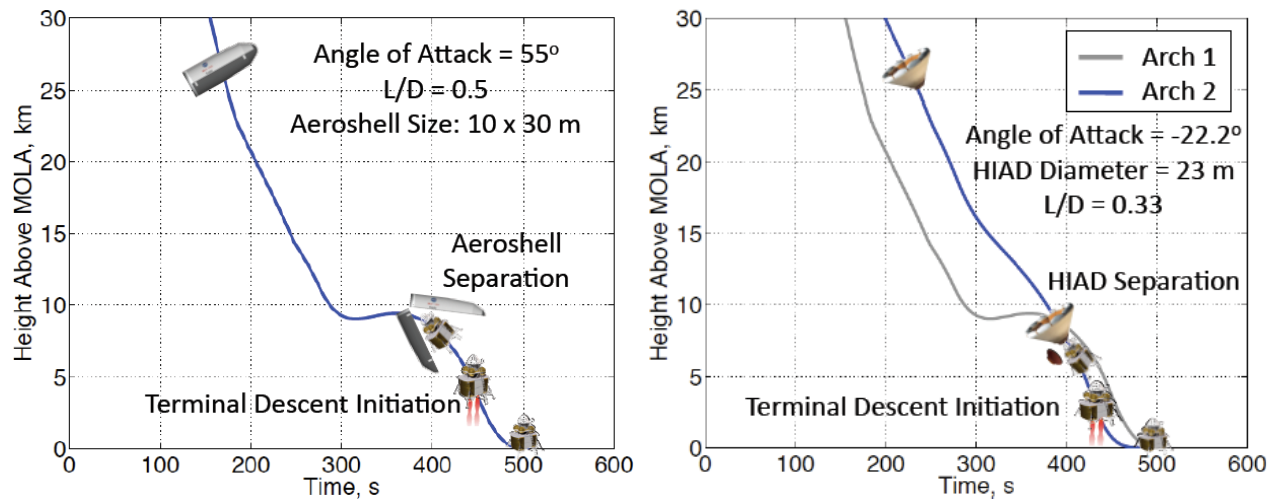 30
25
20
15
10
5
0
Height Above MOLA, km
Angle of Attack = 55º
L/D = 0.5
Aeroshell Size: 10 x 30 m
Aeroshell
Separation
Terminal Descent Initiation
0 100 200 300 400 500 600
Time, s
30
25
20
15
10
5
0
Height Above MOLA, km
Arch 1
Arch 2
Angle of Attack = -22.2º
HIAD Diameter = 23 m
L/D = 0.33
HIAD Separation
Terminal Descent Initiation
0 100 200 300 400 500 600
Time, s